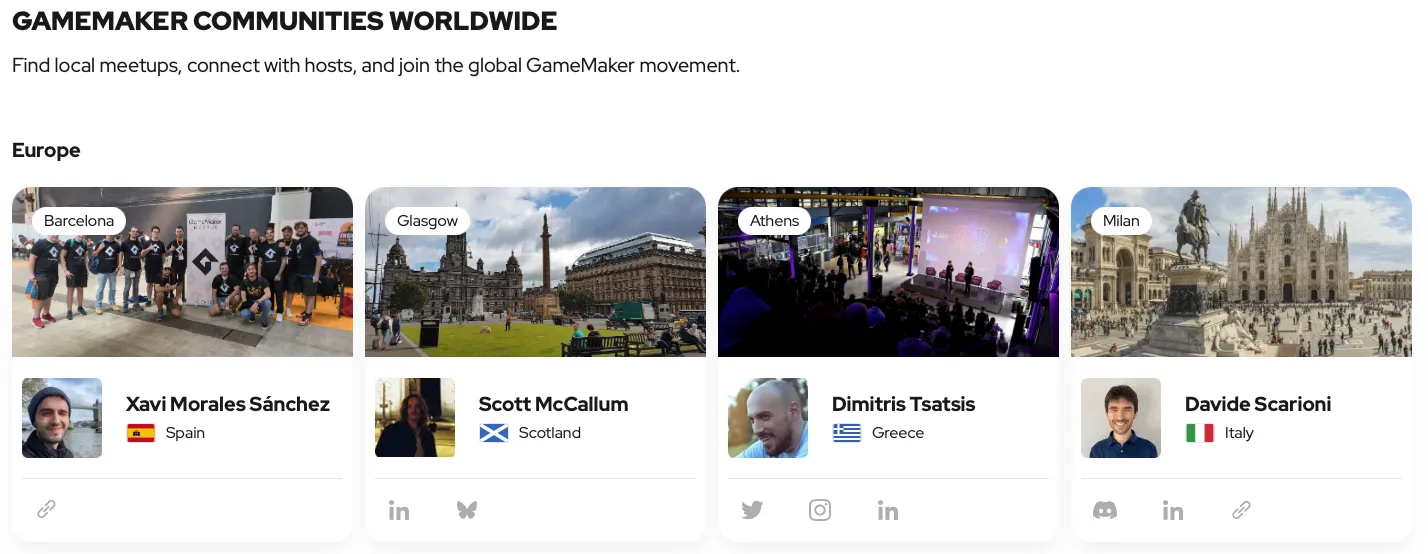 GAMEMAKER COMMUNITIES WORLDWIDE
Find local meetups, connect with hosts, and join the global GameMaker movement.
Europe
Barcelona
GameMaker
Glasgow
Athens
Milan
Xavi Morales Sánchez
Spain
Scott McCallum
Scotland
Dimitris Tsatsis
Greece
Davide Scarioni
Italy